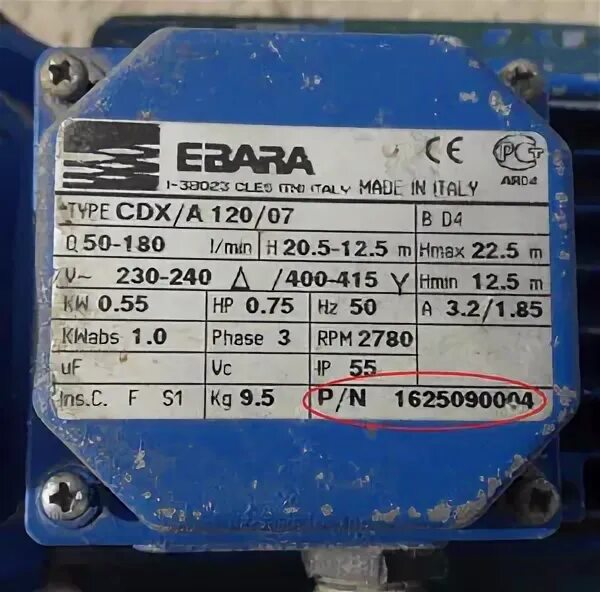 EBARA
CE
PCT
АЯ04
I-38023 CLES (TN) ITALY MADE IN ITALY
TYPE CDX/A 120/07 B D4
Q 50-180 l/min H 20.5-12.5 m Hmax 22.5 m
V~ 230-240 Δ /400-415 Y Hmin 12.5 m
KW 0.55 HP 0.75 Hz 50 A 3.2/1.85
KWabs 1.0 Phase 3 RPM 2780
uF Vc IP 55
Ins.C. F S1 Kg 9.5 P/N 1625090004